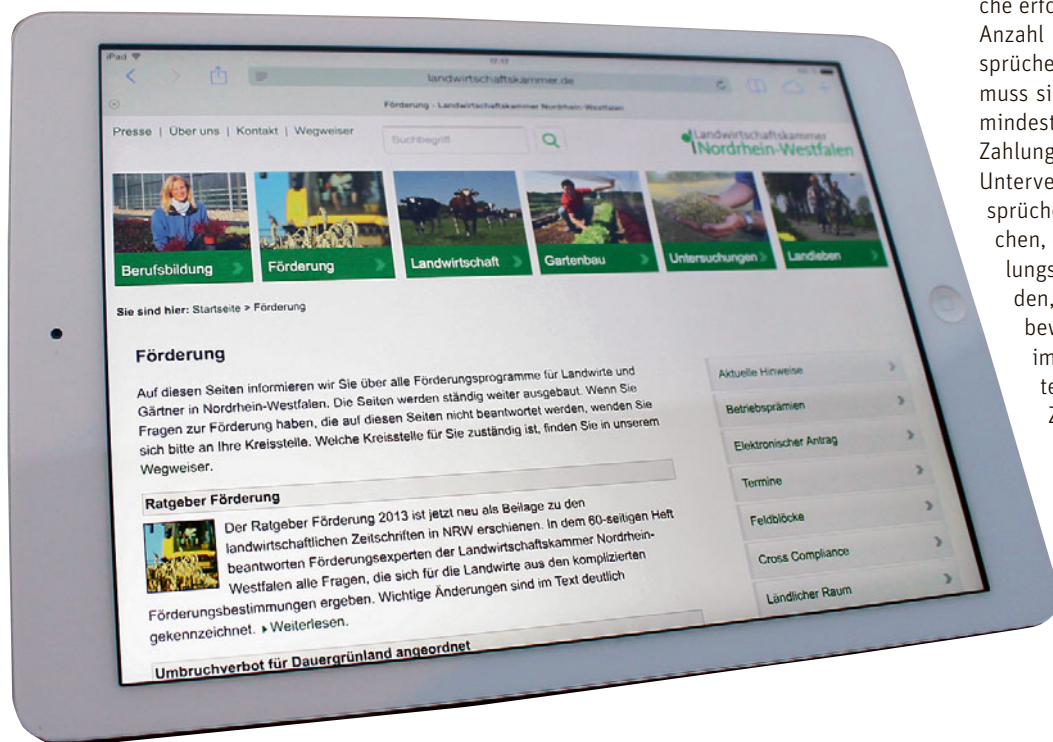 iPad
landwirtschaftskammer.de
Förderung - Landwirtschaftskammer Nordrhein-Westfalen
Presse | Über uns | Kontakt | Wegweiser
Suchbegriff
Landwirtschaftskammer
Nordrhein-Westfalen
Berufsbildung
Förderung
Landwirtschaft
Gartenbau
Untersuchungen
Landleben
Sie sind hier: Startseite > Förderung
Förderung
Auf diesen Seiten informieren wir Sie über alle Förderungsprogramme für Landwirte und
Gärtner in Nordrhein-Westfalen. Die Seiten werden ständig weiter ausgebaut. Wenn Sie
Fragen zur Förderung haben, die auf diesen Seiten nicht beantwortet werden, wenden Sie
sich bitte an Ihre Kreisstelle. Welche Kreisstelle für Sie zuständig ist, finden Sie in unserem
Wegweiser.
Ratgeber Förderung
Der Ratgeber Förderung 2013 ist jetzt neu als Beilage zu den
landwirtschaftlichen Zeitschriften in NRW erschienen. In dem 60-seitigen Heft
beantworten Förderungsexperten der Landwirtschaftskammer Nordrhein-
Westfalen alle Fragen, die sich für die Landwirte aus den komplizierten
Förderungsbestimmungen ergeben. Wichtige Änderungen sind im Text deutlich
gekennzeichnet. Weiterlesen.
Umbruchverbot für Dauergrünland angeordnet
Aktuelle Hinweise
Betriebsprämien
Elektronischer Antrag
Termine
Feldblöcke
Cross Compliance
Ländlicher Raum
che erfo
Anzahl
sprüche
muss si
mindest
Zahlung
Unterve
sprüch
chen,
lungs
den,
bev
im
te
Z